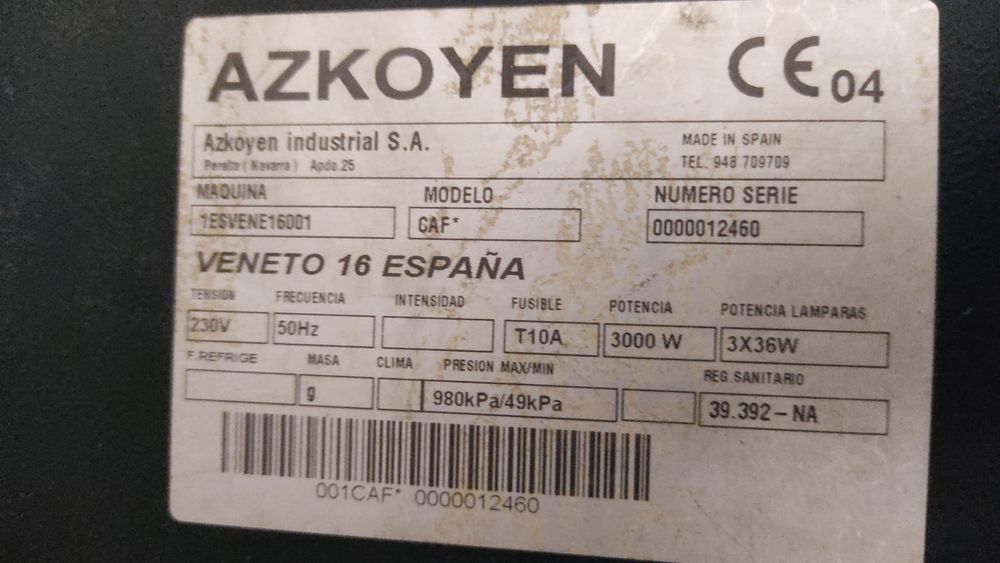 AZKOYEN
CE 04
Azkoyen industrial S.A.
MADE IN SPAIN
Peralta ( Navarra ) Apdo.25
TEL. 948 709709
MAQUINA MODELO NUMERO SERIE
1ESVENE16001 CAF* 0000012460
VENETO 16 ESPAÑA
TENSION FRECUENCIA INTENSIDAD FUSIBLE POTENCIA POTENCIA LAMPARAS
230V 50Hz T10A 3000 W 3X36W
F.REFRIGE MASA CLIMA PRESION MAX/MIN REG.SANITARIO
g 980kPa/49kPa 39.392-NA
001CAF* 0000012460